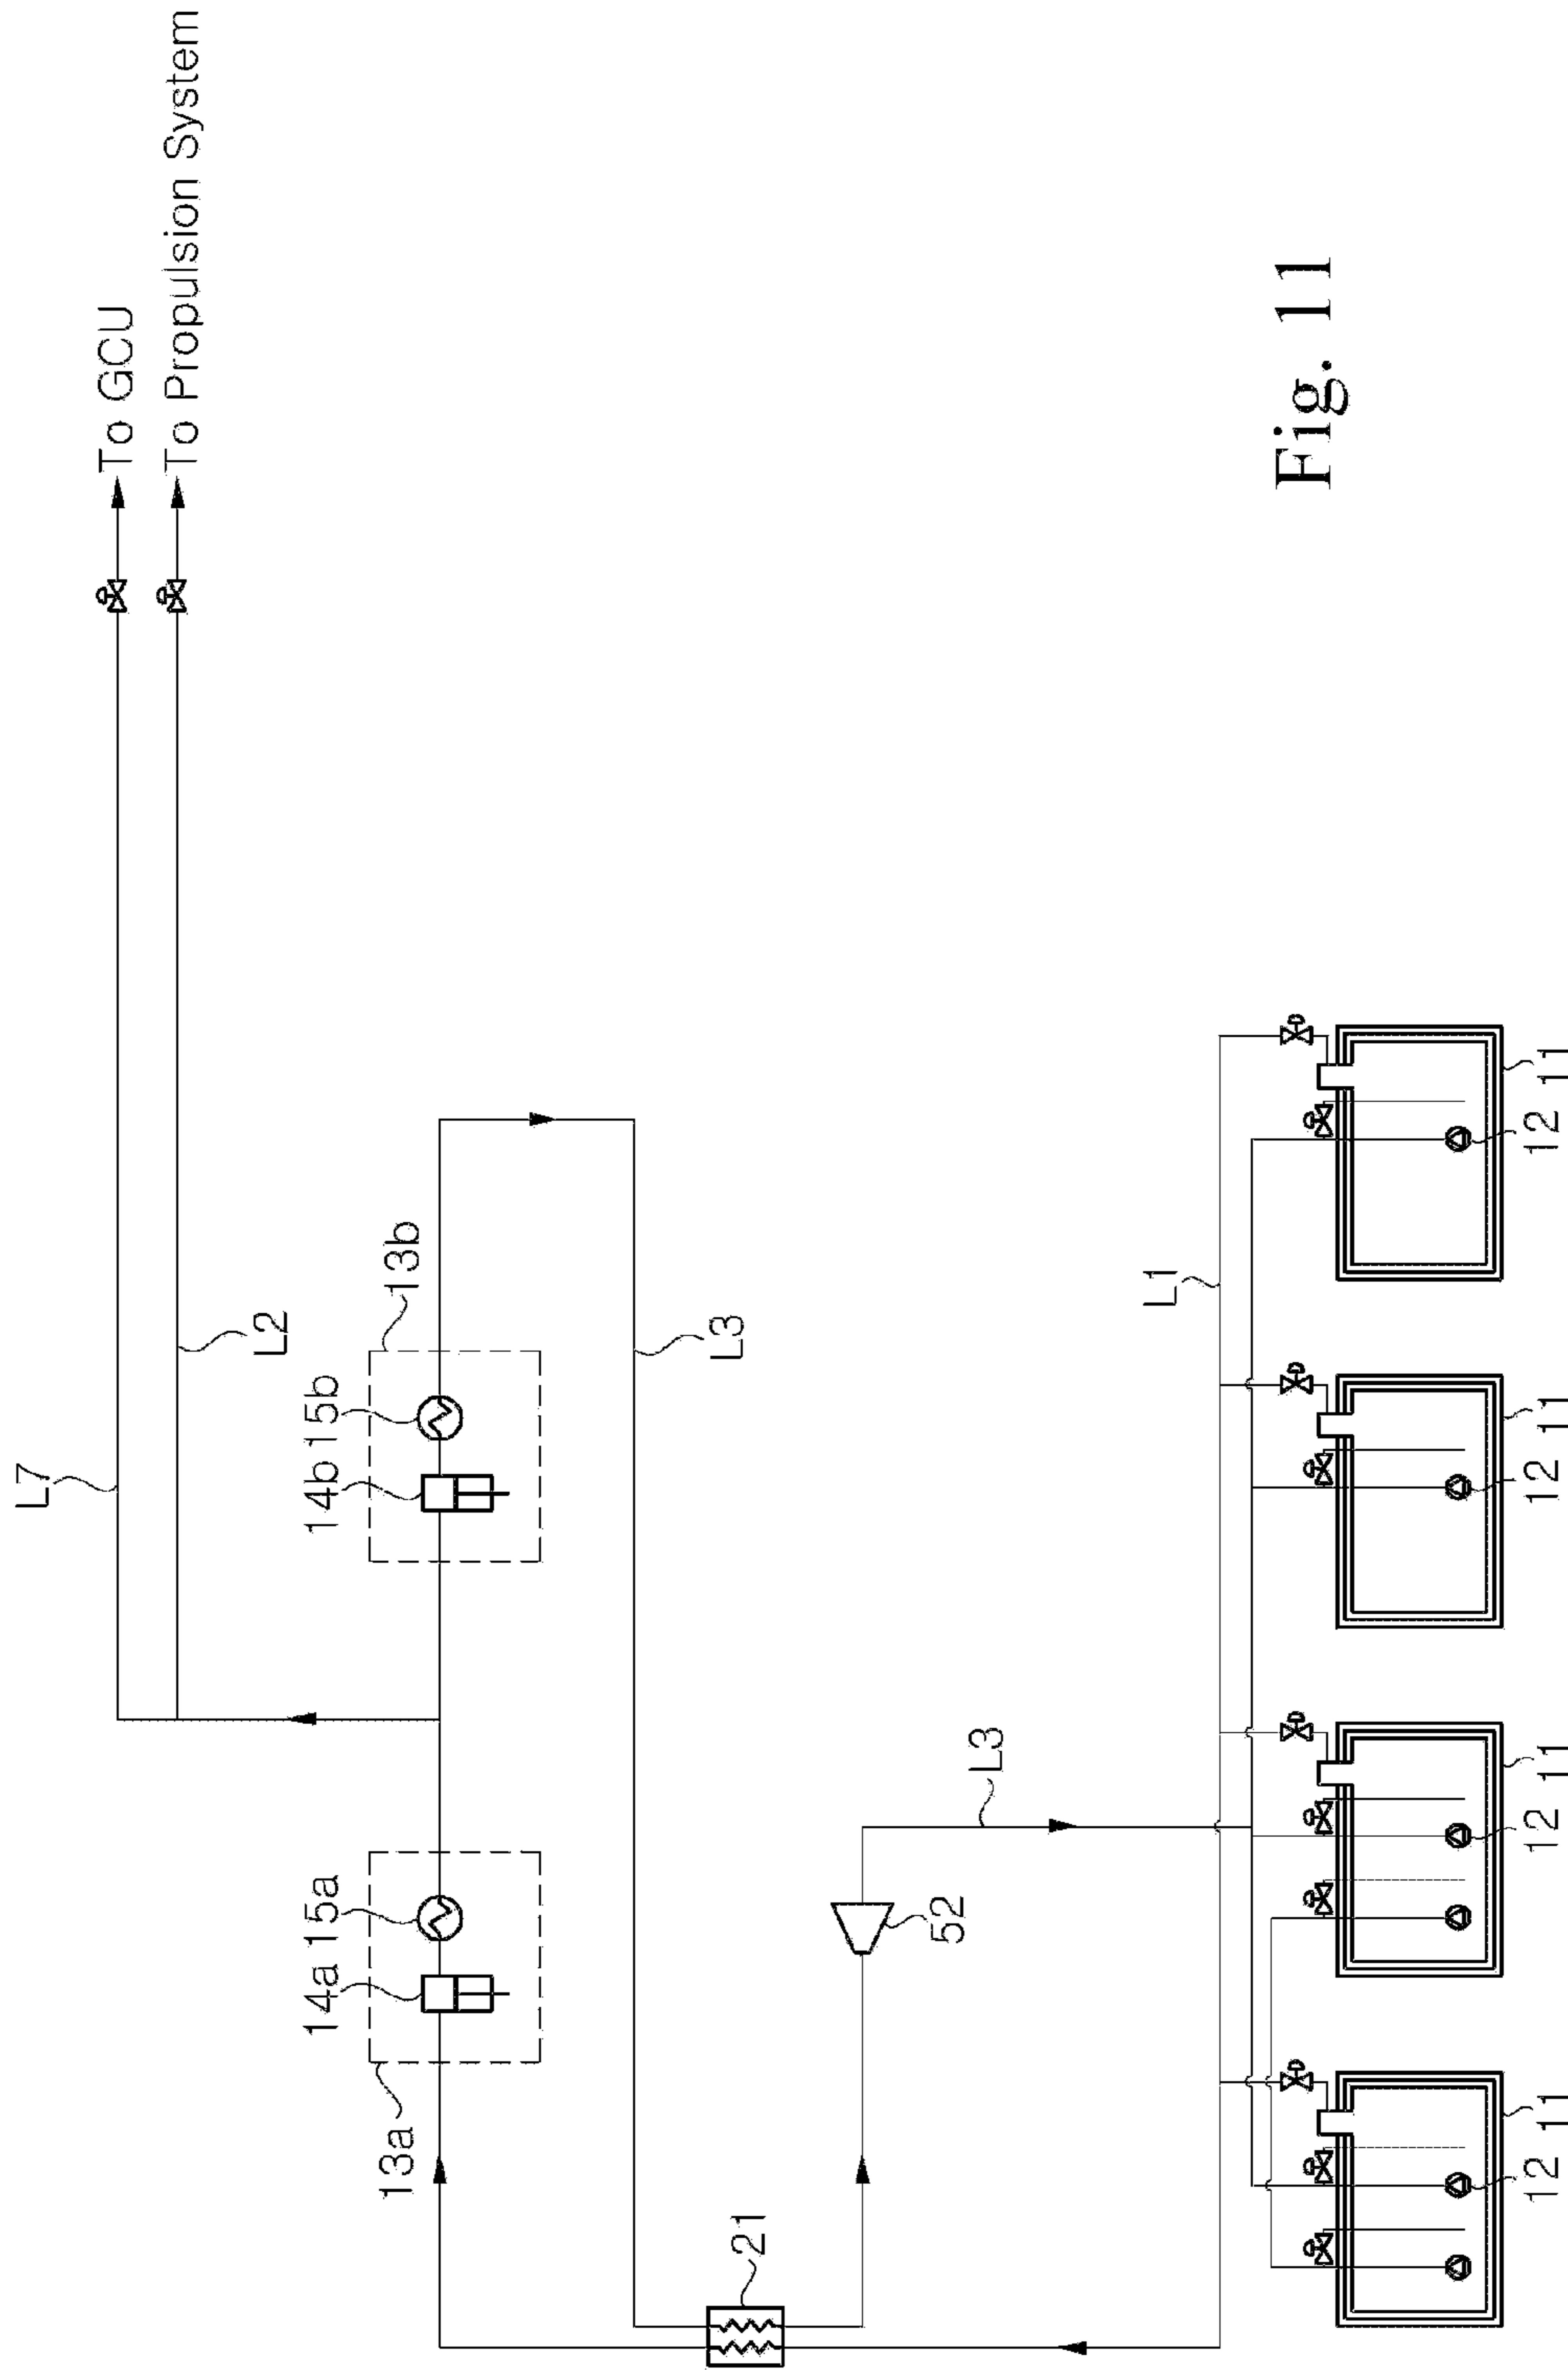 L7
To GCU
To Propulsion System
L2
14a 15a
14b 15b
13a
13b
21
L3
52
L3
L1
Fig. 11
12
11
12
11
12
11
12
11